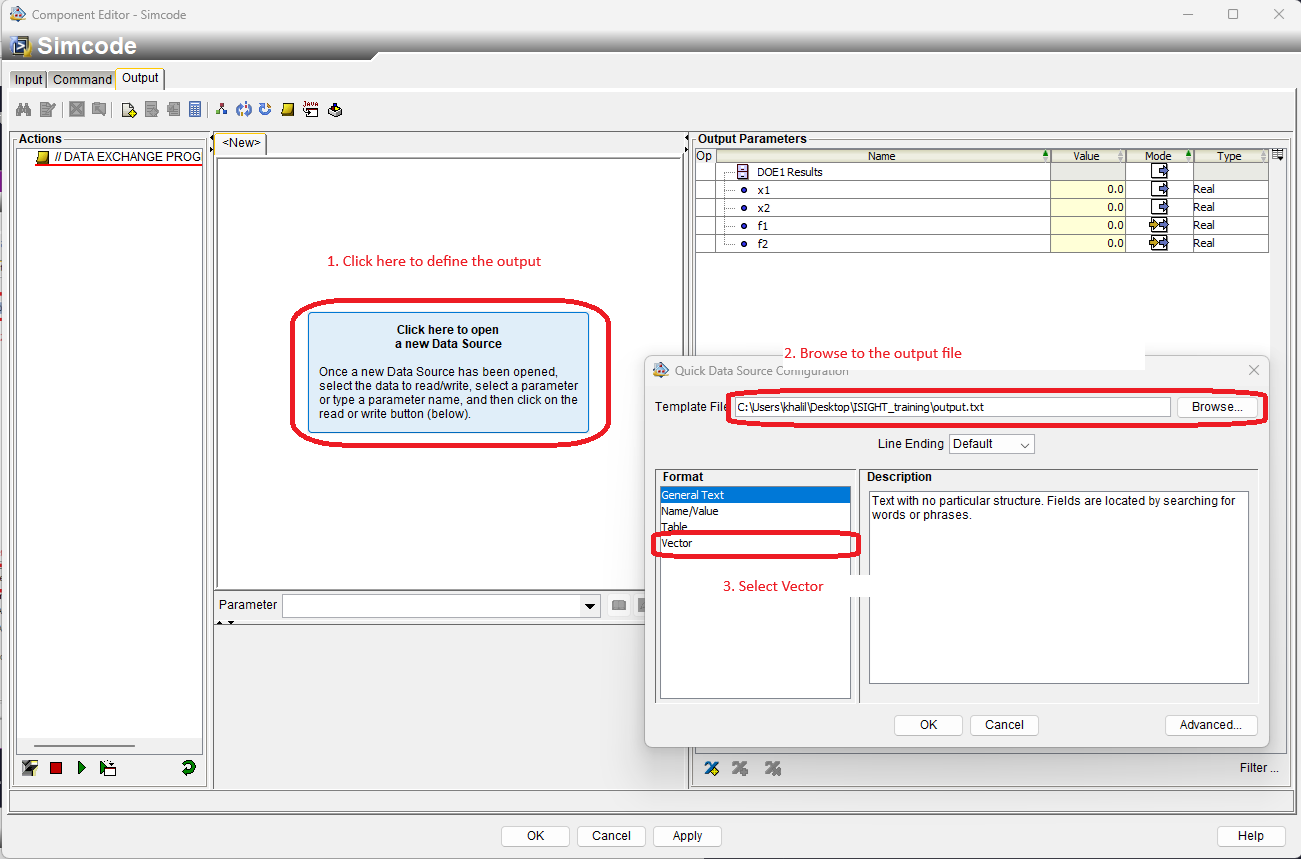 Component Editor - Simcode
Simcode
Input Command Output
Actions
// DATA EXCHANGE PROG
<New>
1. Click here to define the output
Click here to open
a new Data Source
Once a new Data Source has been opened,
select the data to read/write, select a parameter
or type a parameter name, and then click on the
read or write button (below).
Parameter
Output Parameters
Op Name Value Mode Type
DOE1 Results
x1 0.0 Real
x2 0.0 Real
f1 0.0 Real
f2 0.0 Real
2. Browse to the output file
Quick Data Source Configuration
Template File C:\Users\khalil\Desktop\ISIGHT_training\output.txt Browse...
Line Ending Default
Format
General Text
Name/Value
Table
Vector
3. Select Vector
Description
Text with no particular structure. Fields are located by searching for
words or phrases.
OK Cancel Advanced...
Filter ...
OK Cancel Apply Help